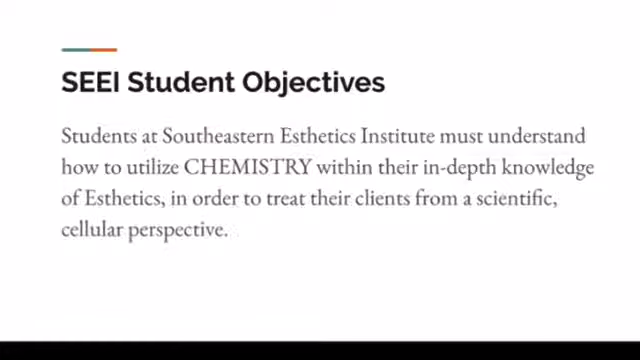 SEEI Student Objectives
Students at Southeastern Esthetics Institute must understand
how to utilize CHEMISTRY within their in-depth knowledge
of Esthetics, in order to treat their clients from a scientific,
cellular perspective.